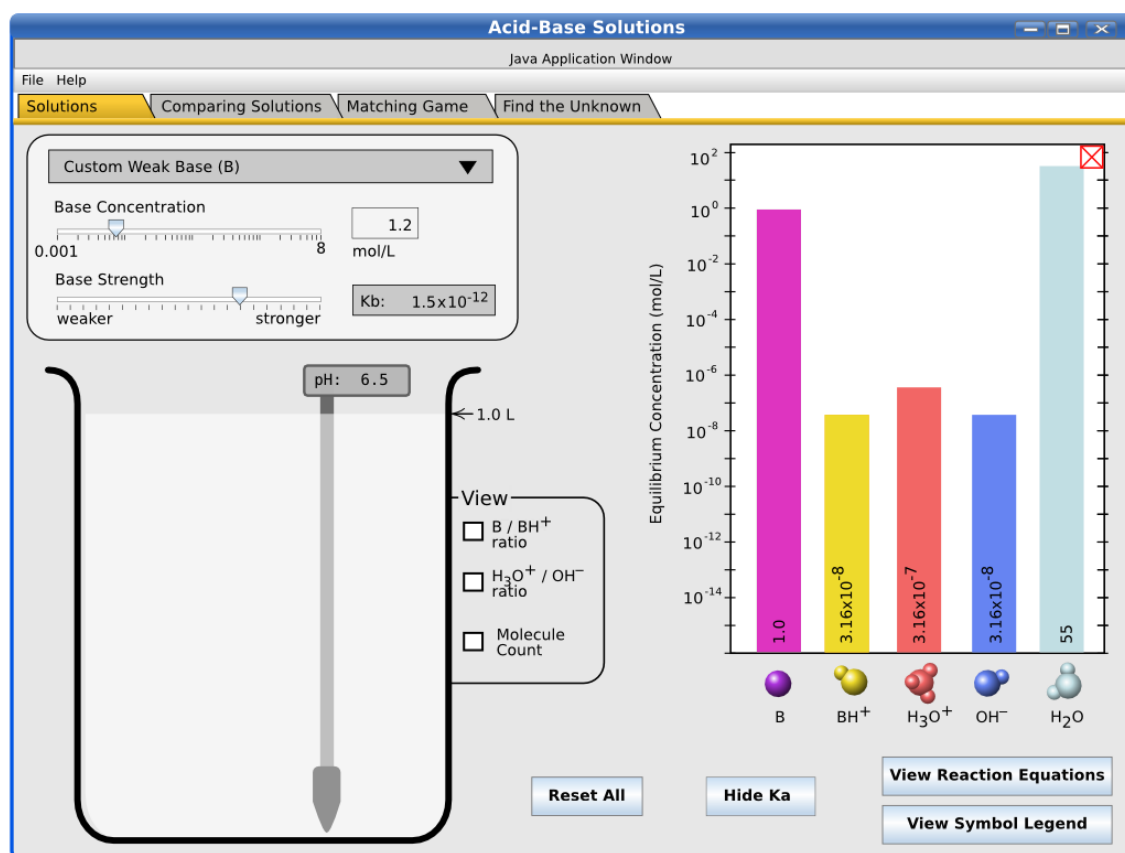 Acid-Base Solutions
Java Application Window
File Help
Solutions
Comparing Solutions
Matching Game
Find the Unknown
Custom Weak Base (B)
Base Concentration
0.001
8
1.2
mol/L
Base Strength
weaker
stronger
Kb: 1.5x10⁻¹²
pH: 6.5
1.0 L
View
B / BH⁺
ratio
H₃O⁺ / OH⁻
ratio
Molecule
Count
Equilibrium Concentration (mol/L)
10²
10⁰
10⁻²
10⁻⁴
10⁻⁶
10⁻⁸
10⁻¹⁰
10⁻¹²
10⁻¹⁴
1.0
3.16x10⁻⁸
3.16x10⁻⁷
3.16x10⁻⁸
55
B
BH⁺
H₃O⁺
OH⁻
H₂O
Reset All
Hide Ka
View Reaction Equations
View Symbol Legend